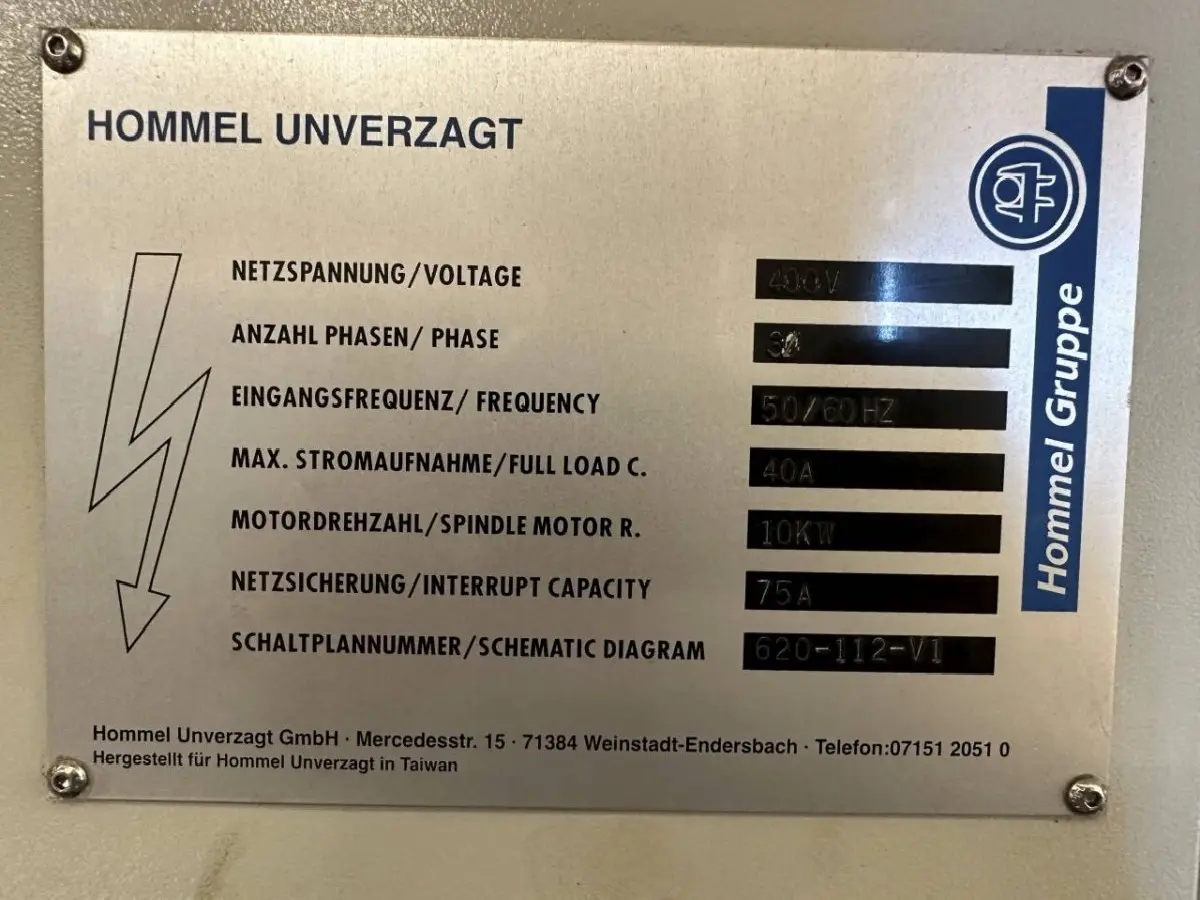 HOMMEL UNVERZAGT
NETZSPANNUNG/VOLTAGE 400V
ANZAHL PHASEN/ PHASE 3Ø
EINGANGSFREQUENZ/ FREQUENCY 50/60HZ
MAX. STROMAUFNAHME/FULL LOAD C. 40A
MOTORDREHZAHL/SPINDLE MOTOR R. 10KW
NETZSICHERUNG/INTERRUPT CAPACITY 75A
SCHALTPLANNUMMER/SCHEMATIC DIAGRAM 620-112-V1
Hommel Gruppe
Hommel Unverzagt GmbH · Mercedesstr. 15 · 71384 Weinstadt-Endersbach · Telefon:07151 2051 0
Hergestellt für Hommel Unverzagt in Taiwan